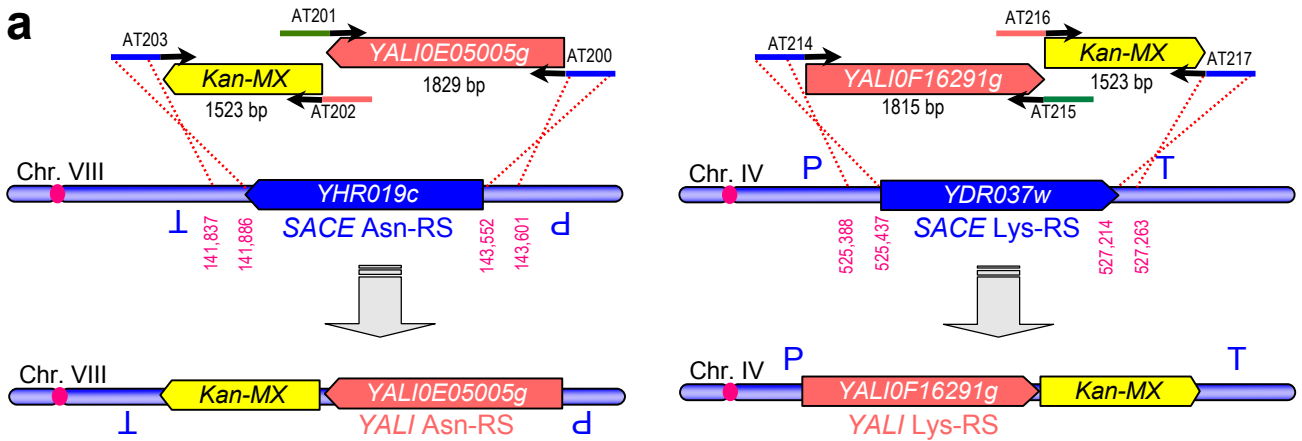 a
AT203
AT201
YALI0E05005g
AT200
Kan-MX
1829 bp
1523 bp
AT202
Chr. VIII
YHR019c
T
SACE Asn-RS
P
141,837
141,886
143,552
143,601
Chr. VIII
Kan-MX
YALI0E05005g
T
YALI Asn-RS
P
AT216
AT214
Kan-MX
AT217
YALI0F16291g
1523 bp
1815 bp
AT215
P
T
Chr. IV
YDR037w
SACE Lys-RS
525,388
525,437
527,214
527,263
P
T
Chr. IV
YALI0F16291g
Kan-MX
YALI Lys-RS